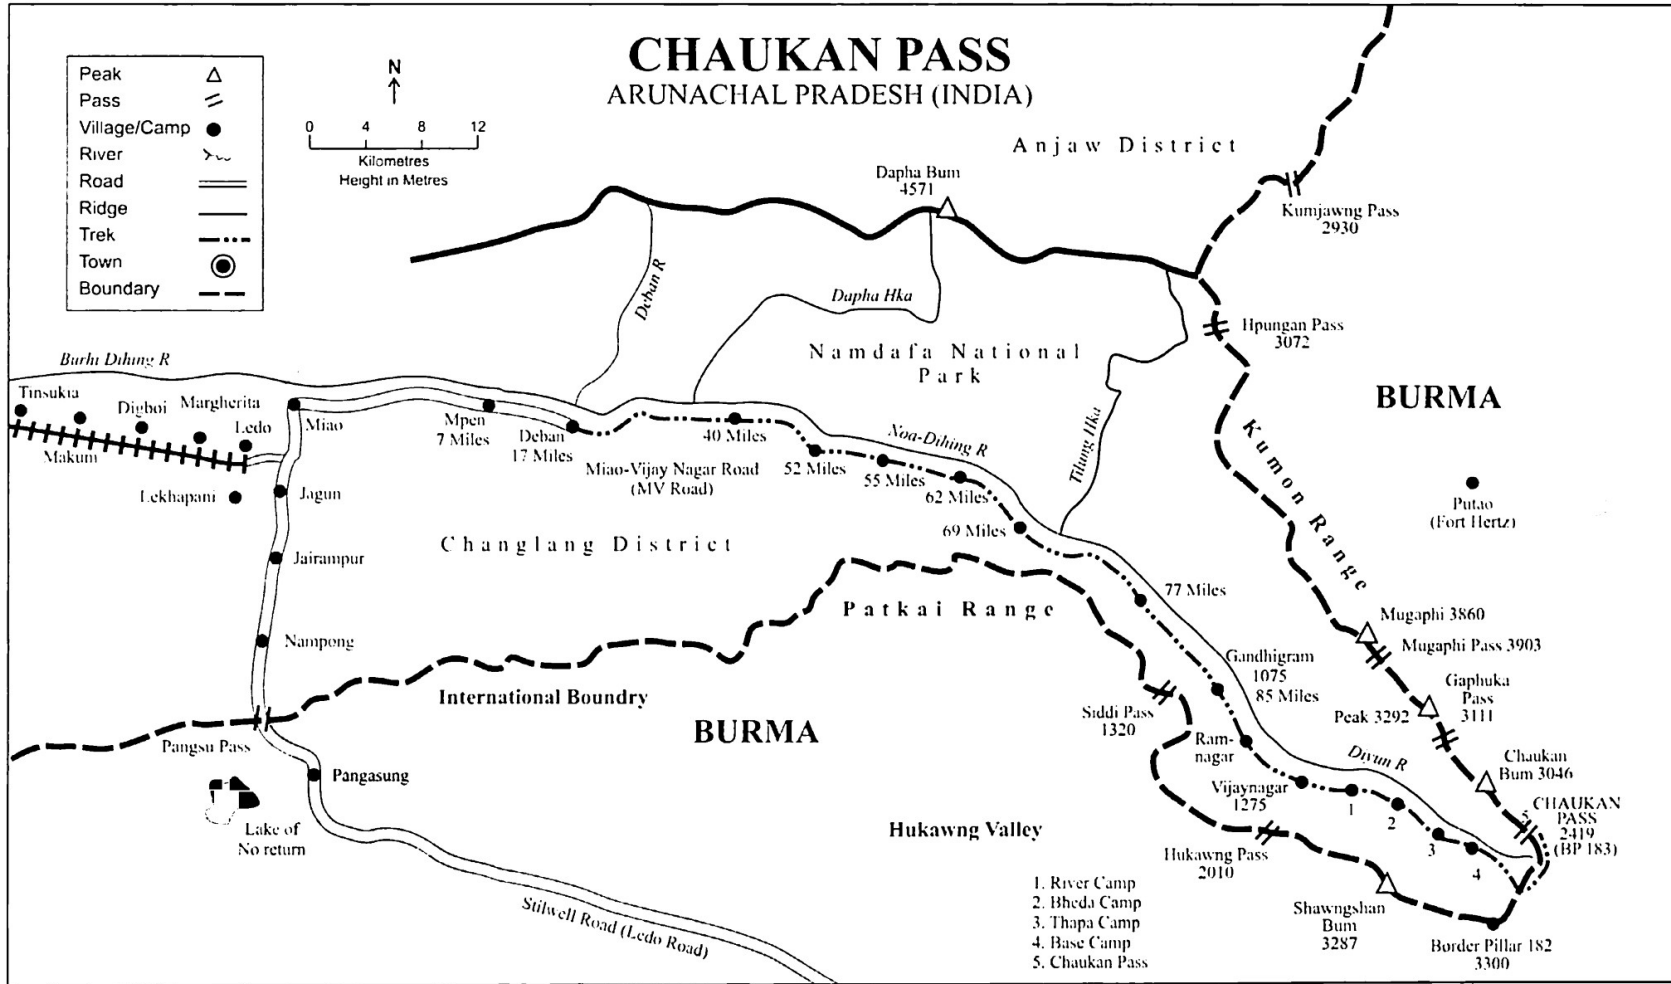 CHAUKAN PASS
ARUNACHAL PRADESH (INDIA)
Peak
Pass
Village/Camp
River
Road
Ridge
Trek
Town
Boundary
N
0 4 8 12
Kilometres
Height in Metres
Anjaw District
Dapha Bum
4571
Kumjawng Pass
2930
Deban R
Dapha Hka
Hpungan Pass
3072
Namdafa National
Park
Burhi Dihing R
Tinsukia
Makum
Digboi
Margherita
Ledo
Lekhapani
Miao
Mpen
7 Miles
Deban
17 Miles
40 Miles
Miao-Vijay Nagar Road
(MV Road)
52 Miles
55 Miles
62 Miles
69 Miles
Noa-Dihing R
Tilung Hka
BURMA
Kumon Range
Putao
(Fort Hertz)
Jagun
Jairampur
Nampong
Changlang District
Patkai Range
77 Miles
Mugaphi 3860
Mugaphi Pass 3903
Gandhigram
1075
85 Miles
Gaphuka
Pass
3111
Peak 3292
International Boundry
BURMA
Siddi Pass
1320
Ram-
nagar
Diyun R
Chaukan
Bum 3046
Pangsu Pass
Pangasung
Lake of
No return
Vijaynagar
1275
1
2
3
4
5
CHAUKAN
PASS
2419
(BP 183)
Hukawng Valley
Hukawng Pass
2010
Stilwell Road (Ledo Road)
1. River Camp
2. Bheda Camp
3. Thapa Camp
4. Base Camp
5. Chaukan Pass
Shawngshan
Bum
3287
Border Pillar 182
3300